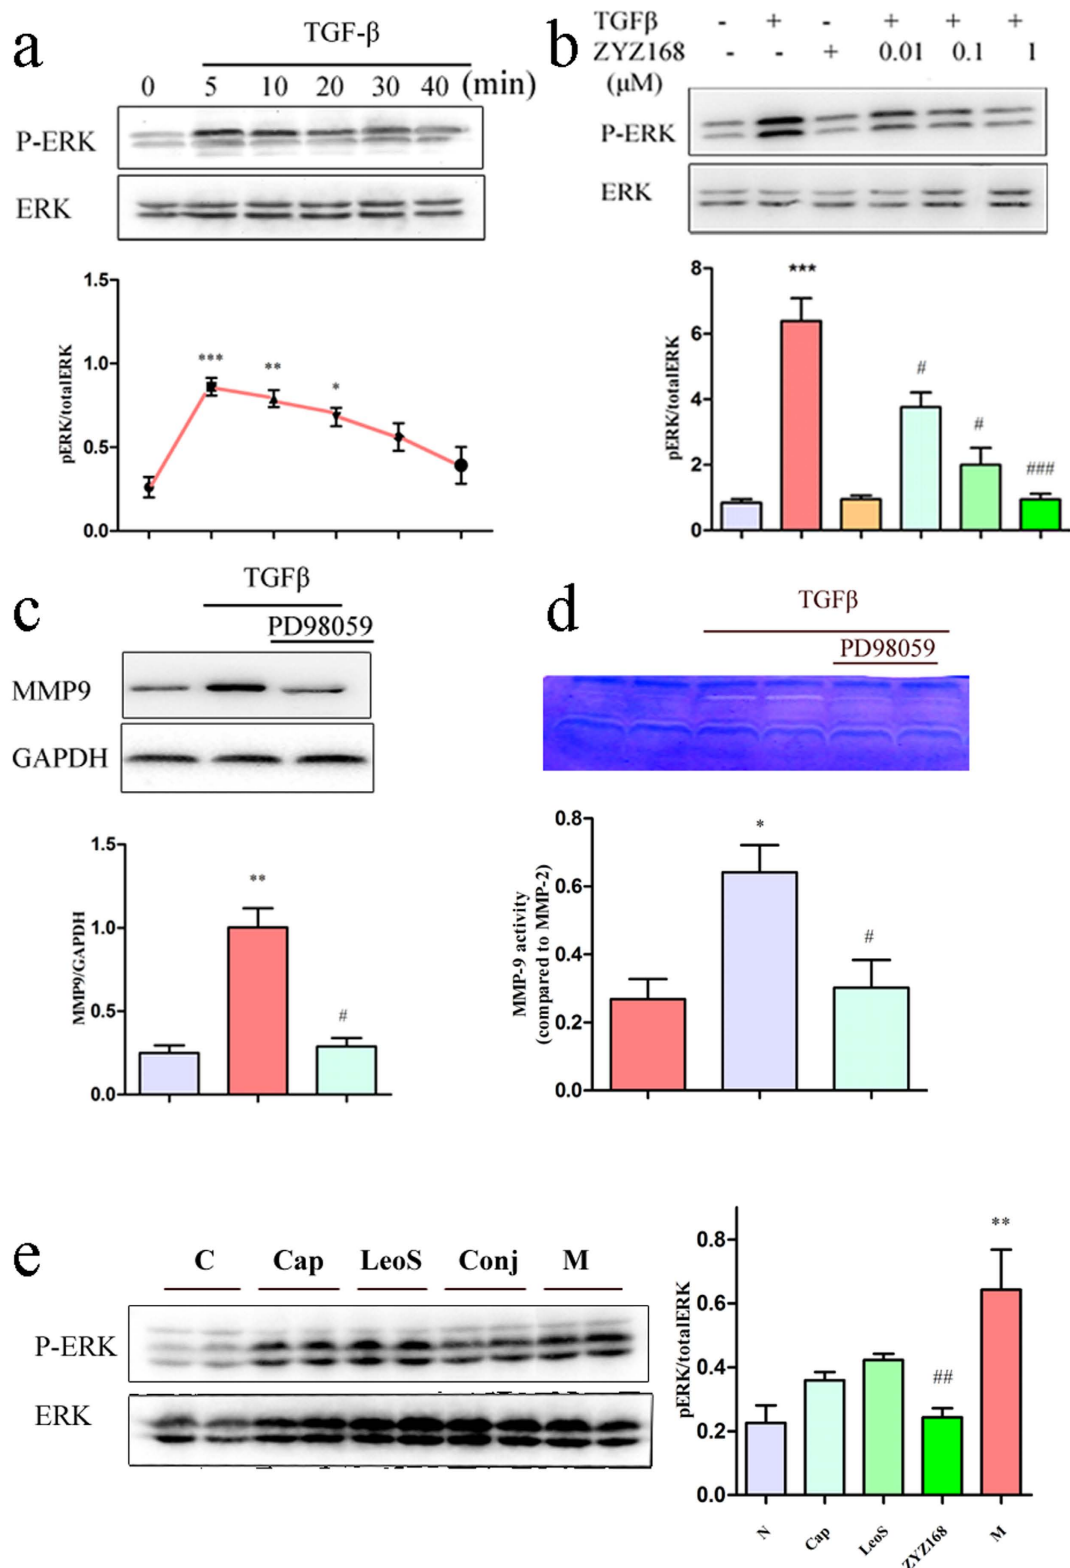 a
TGF-β
0 5 10 20 30 40 (min)
P-ERK
ERK
1.5
1.0
0.5
0.0
pERK/totalERK
***
**
*
b
TGFβ - + - + + +
ZYZ168 - - + 0.01 0.1 1
(μM)
P-ERK
ERK
8
6
4
2
0
pERK/totalERK
***
#
#
###
c
TGFβ
PD98059
MMP9
GAPDH
1.5
1.0
0.5
0.0
MMP9/GAPDH
**
#
d
TGFβ
PD98059
0.8
0.6
0.4
0.2
0.0
MMP-9 activity
(compared to MMP-2)
*
#
e
C Cap LeoS Conj M
P-ERK
ERK
0.8
0.6
0.4
0.2
0.0
pERK/totalERK
##
**
N Cap LeoS ZYZ168 M